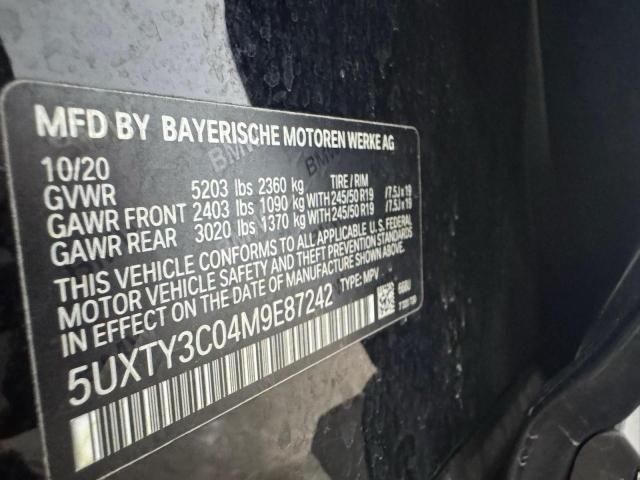 MFD BY BAYERISCHE MOTOREN WERKE AG
10/20
GVWR 5203 lbs 2360 kg TIRE / RIM
GAWR FRONT 2403 lbs 1090 kg WITH 245/50 R19 /7.5J x 19
GAWR REAR 3020 lbs 1370 kg WITH 245/50 R19 /7.5J x 19
THIS VEHICLE CONFORMS TO ALL APPLICABLE U.S. FEDERAL
MOTOR VEHICLE SAFETY AND THEFT PREVENTION STANDARDS
IN EFFECT ON THE DATE OF MANUFACTURE SHOWN ABOVE.
5UXTY3C04M9E87242 TYPE: MPV